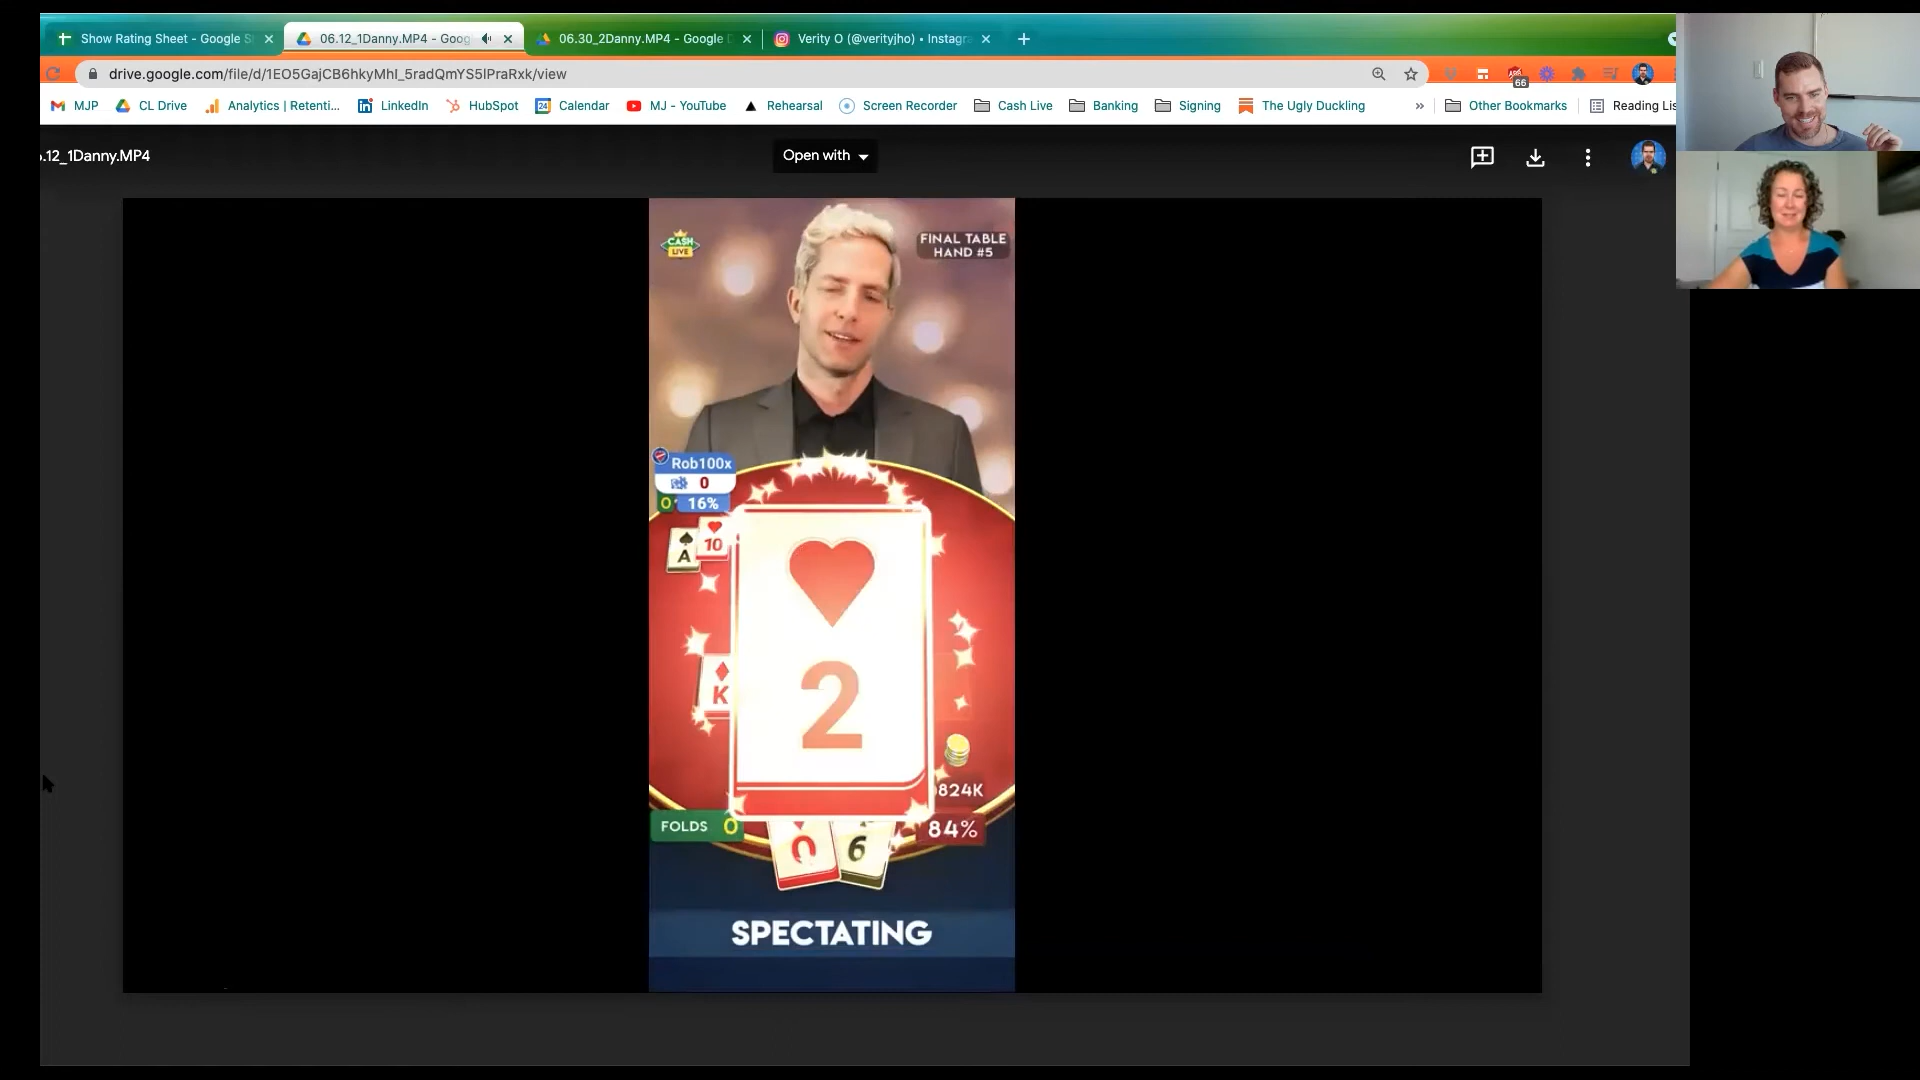 Show Rating Sheet - Google S
06.12_1Danny.MP4 - Goog
06.30_2Danny.MP4 - Google D
Verity O (@verityjho) • Instagra
drive.google.com/file/d/1EO5GajCB6hkyMhI_5radQmYS5lPraRxk/view
66
MJP
CL Drive
Analytics | Retenti...
LinkedIn
HubSpot
Calendar
MJ - YouTube
Rehearsal
Screen Recorder
Cash Live
Banking
Signing
The Ugly Duckling
»
Other Bookmarks
Reading Lis
.12_1Danny.MP4
Open with
CASH
LIVE
FINAL TABLE
HAND #5
Rob100x
0
0
16%
A
10
K
2
824K
FOLDS 0
84%
6
SPECTATING